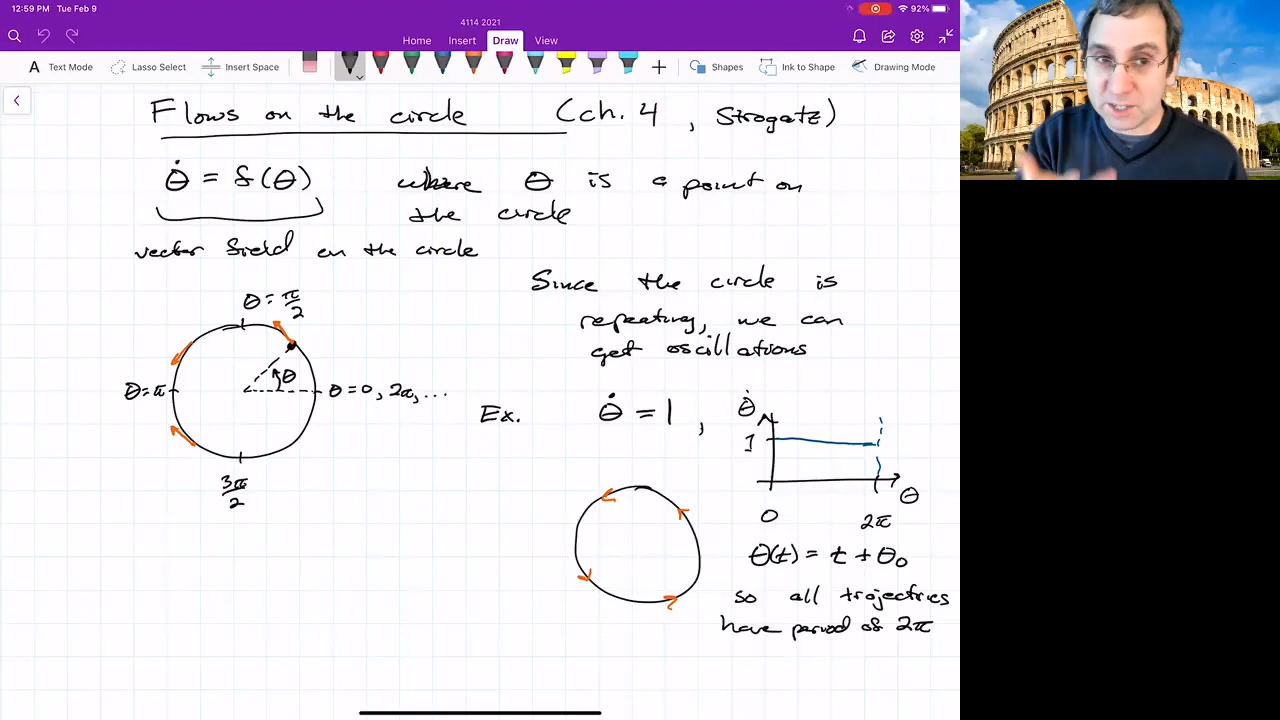 12:59 PM Tue Feb 9
92%
4114 2021
Home Insert Draw View
Text Mode Lasso Select Insert Space Shapes Ink to Shape Drawing Mode
Flows on the circle (ch. 4, Strogatz)
θ̇ = f(θ) where θ is a point on
the circle
vector field on the circle
Since the circle is
repeating, we can
get oscillations
θ = π/2
θ
θ = π
θ = 0, 2π, ...
3π/2
Ex. θ̇ = 1,
θ̇
1
θ
0 2π
θ(t) = t + θ₀
so all trajectries
have period of 2π